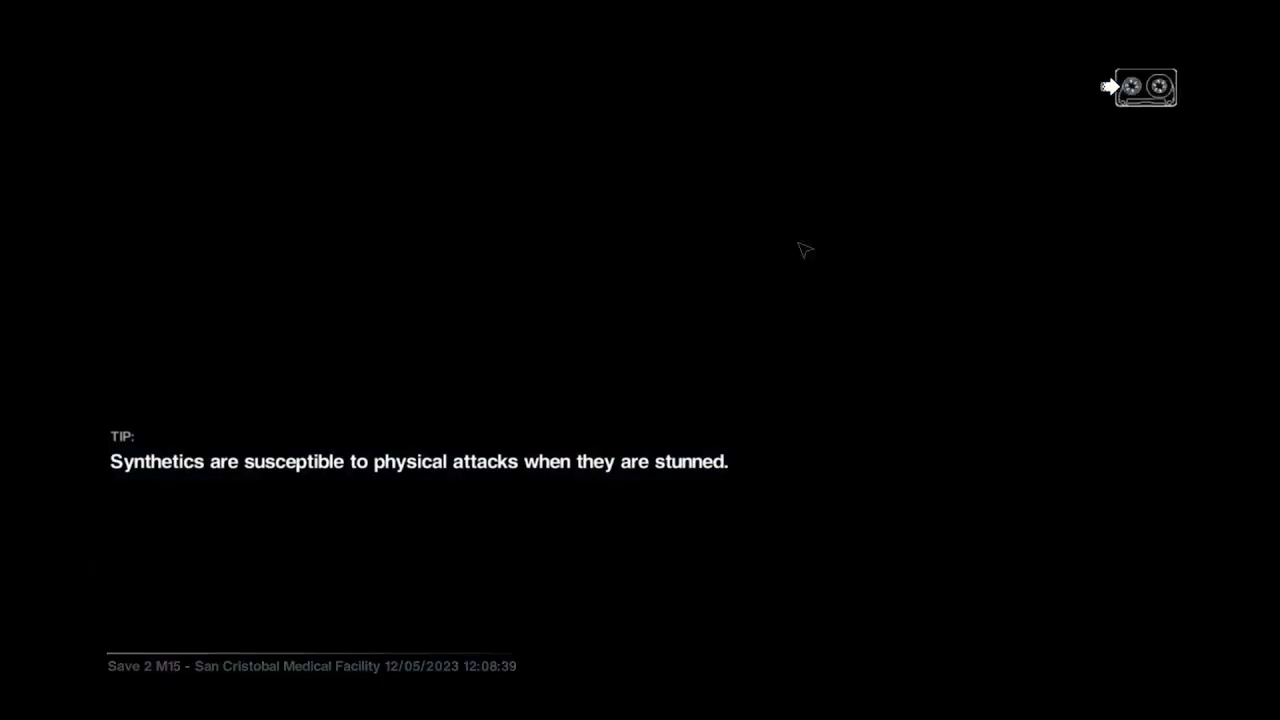 TIP:
Synthetics are susceptible to physical attacks when they are stunned.
Save 2 M15 - San Cristobal Medical Facility 12/05/2023 12:08:39